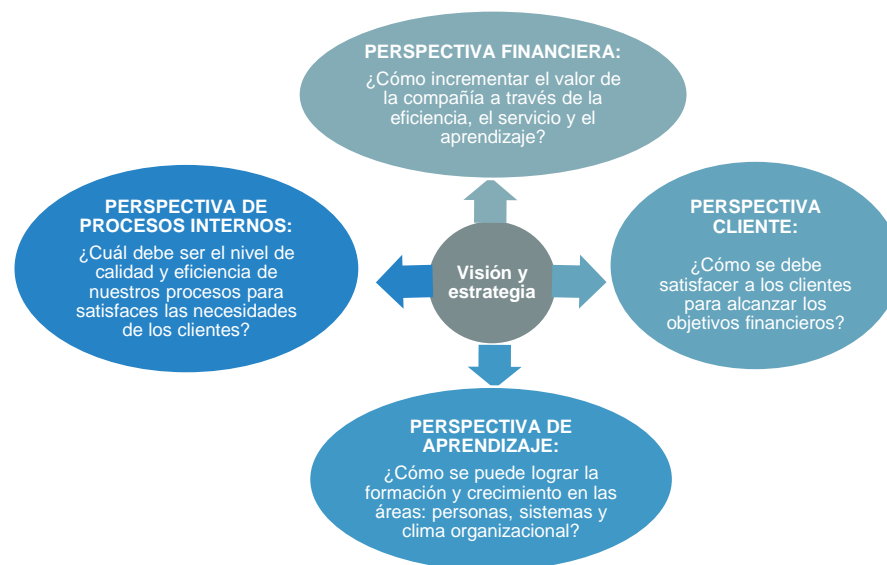 PERSPECTIVA FINANCIERA:
¿Cómo incrementar el valor de
la compañía a través de la
eficiencia, el servicio y el
aprendizaje?
PERSPECTIVA DE
PROCESOS INTERNOS:
¿Cuál debe ser el nivel de
calidad y eficiencia de
nuestros procesos para
satisfaces las necesidades
de los clientes?
Visión y
estrategia
PERSPECTIVA
CLIENTE:
¿Cómo se debe
satisfacer a los clientes
para alcanzar los
objetivos financieros?
PERSPECTIVA DE
APRENDIZAJE:
¿Cómo se puede lograr la
formación y crecimiento en las
áreas: personas, sistemas y
clima organizacional?